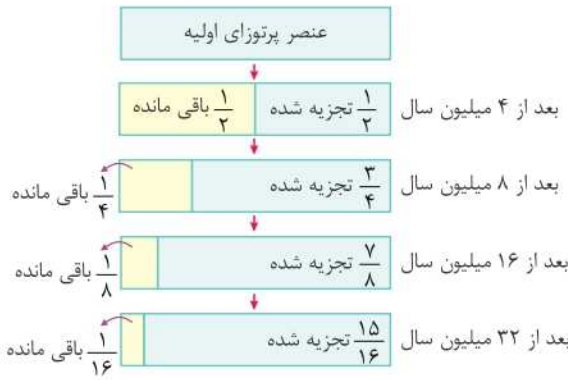 عنصر پرتوزای اولیه
بعد از ۴ میلیون سال ۱/۲ تجزیه شده ۱/۲ باقی مانده
بعد از ۸ میلیون سال ۳/۴ تجزیه شده ۱/۴ باقی مانده
بعد از ۱۶ میلیون سال ۷/۸ تجزیه شده ۱/۸ باقی مانده
بعد از ۳۲ میلیون سال ۱۵/۱۶ تجزیه شده ۱/۱۶ باقی مانده